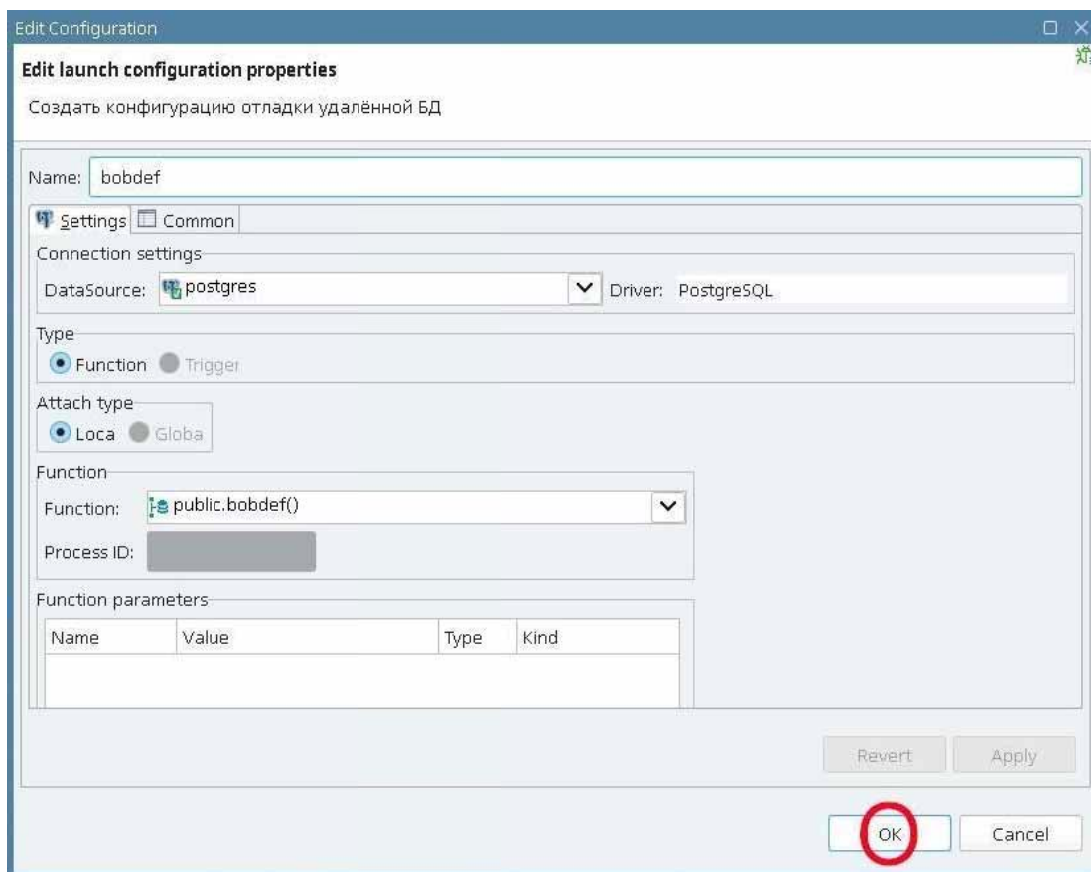 Edit Configuration
Edit launch configuration properties
Создать конфигурацию отладки удалённой БД
Name: bobdef
Settings Common
Connection settings
DataSource: postgres Driver: PostgreSQL
Type
Function Trigger
Attach type
Loca Globa
Function
Function: public.bobdef()
Process ID:
Function parameters
Name Value Type Kind
Revert Apply
OK Cancel